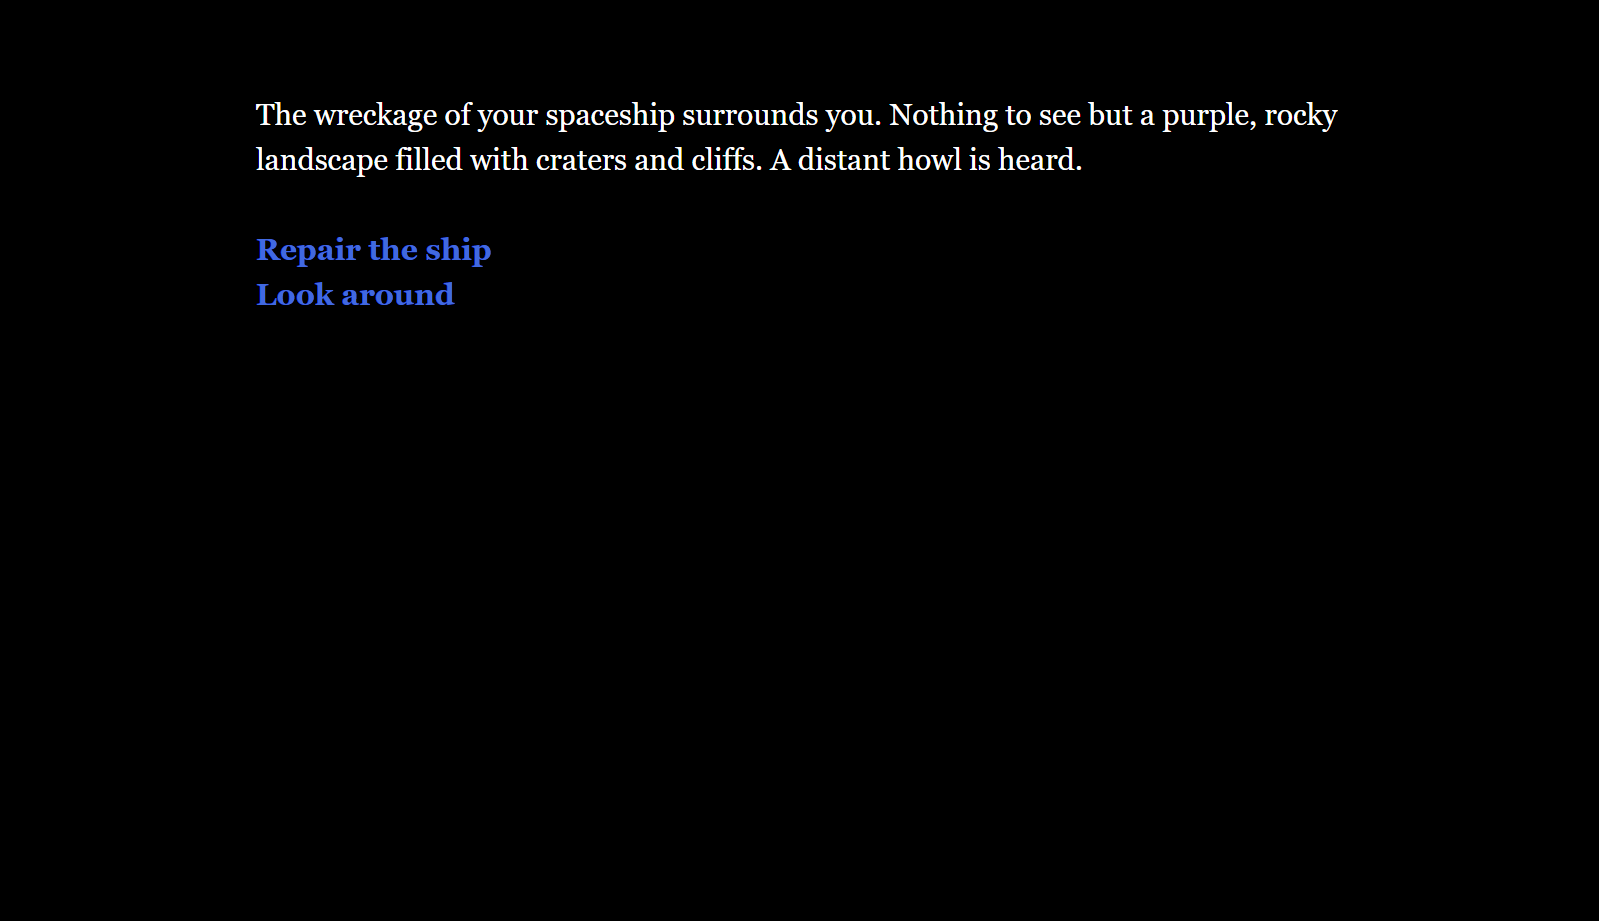 The wreckage of your spaceship surrounds you. Nothing to see but a purple, rocky
landscape filled with craters and cliffs. A distant howl is heard.
Repair the ship
Look around